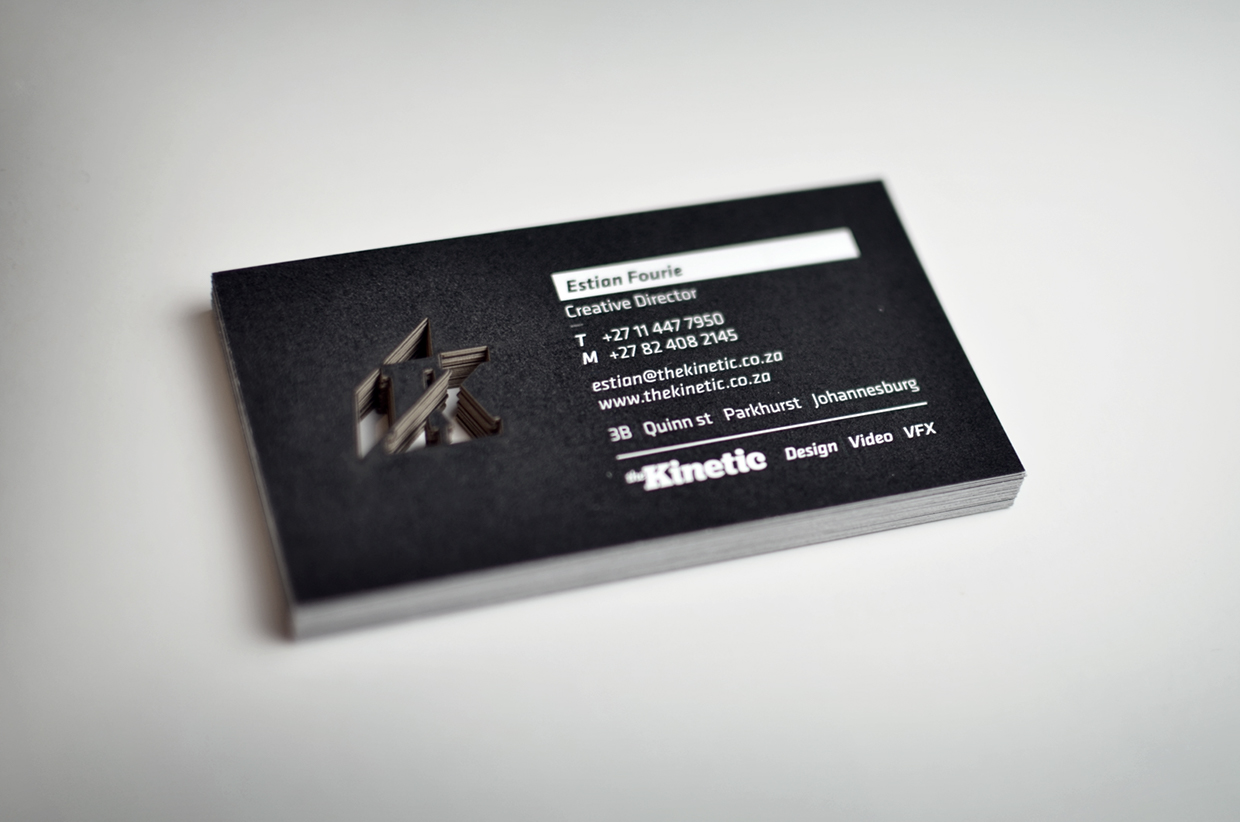 Estian Fourie
Creative Director
T +27 11 447 7950
M +27 82 408 2145
estian@thekinetic.co.za
www.thekinetic.co.za
3B Quinn st Parkhurst Johannesburg
the Kinetic Design Video VFX